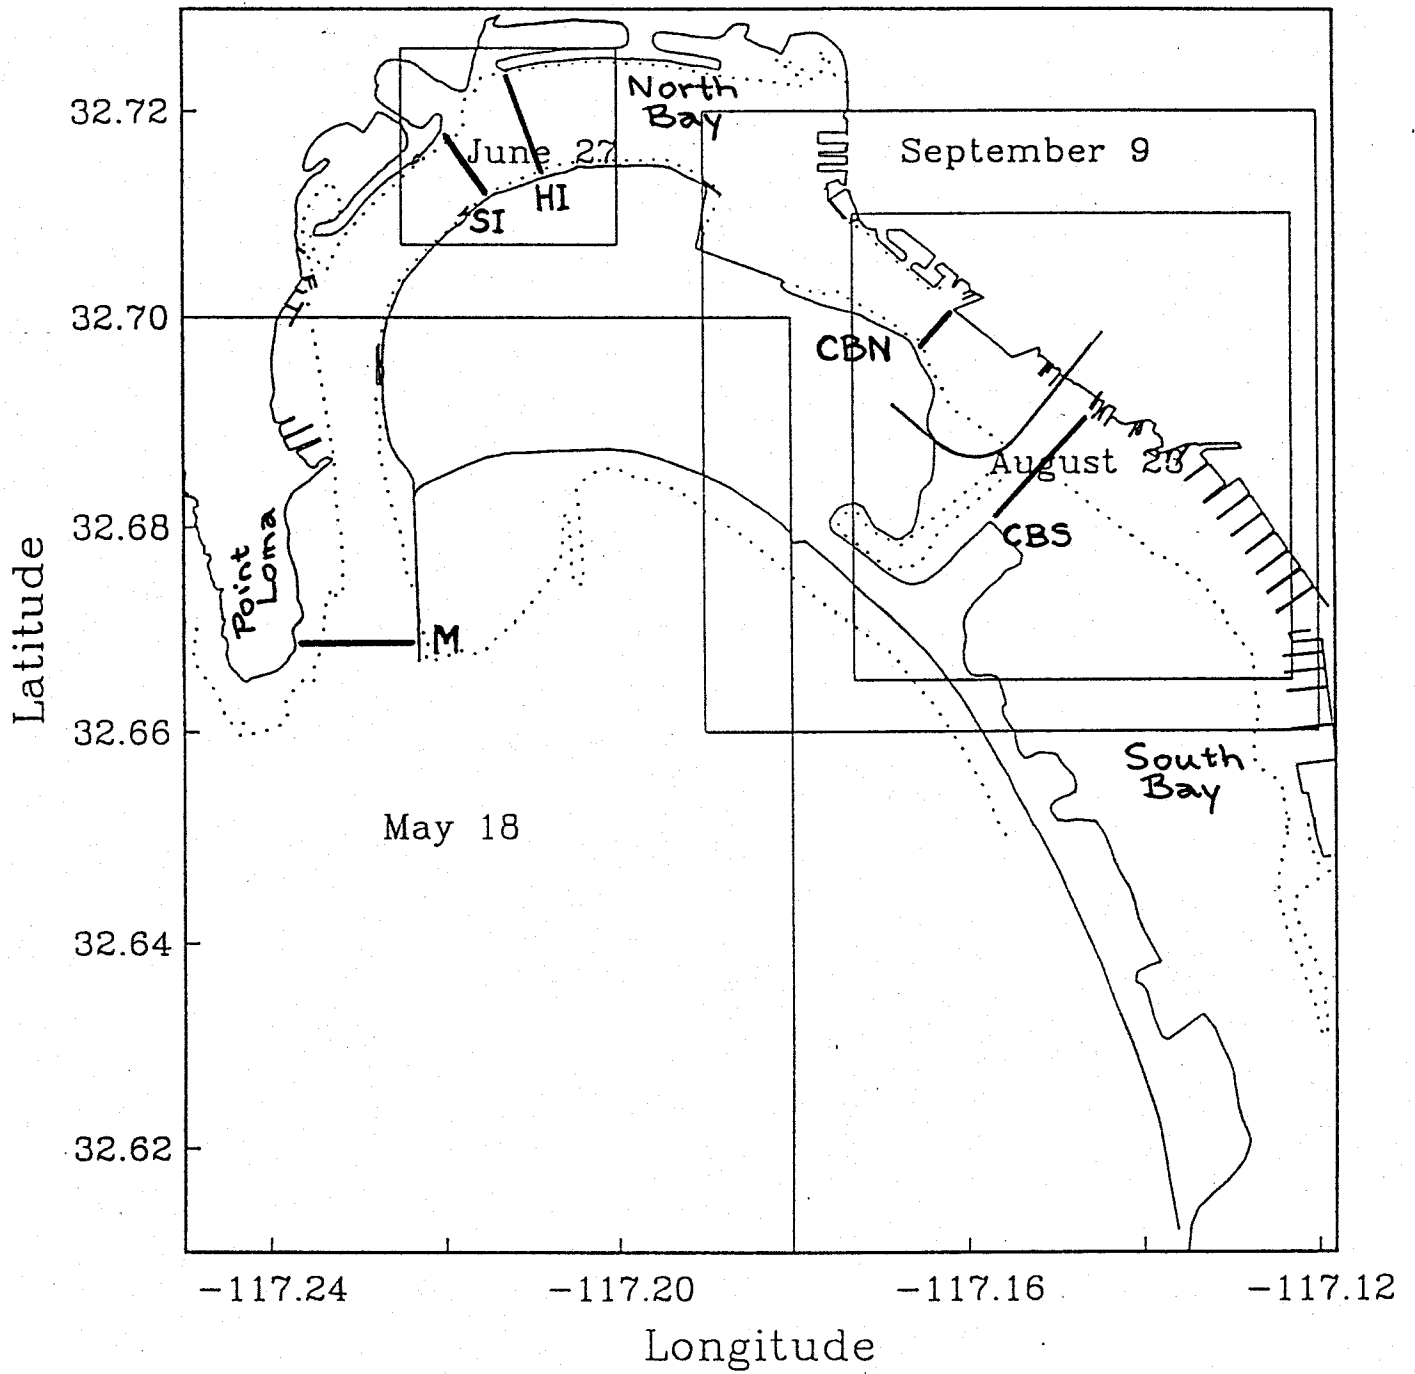 North
Bay
32.72
June 27
September 9
HI
SI
32.70
CBN
August 23
32.68
CBS
Point
Loma
M
Latitude
32.66
South
Bay
May 18
32.64
32.62
-117.24
-117.20
-117.16
-117.12
Longitude